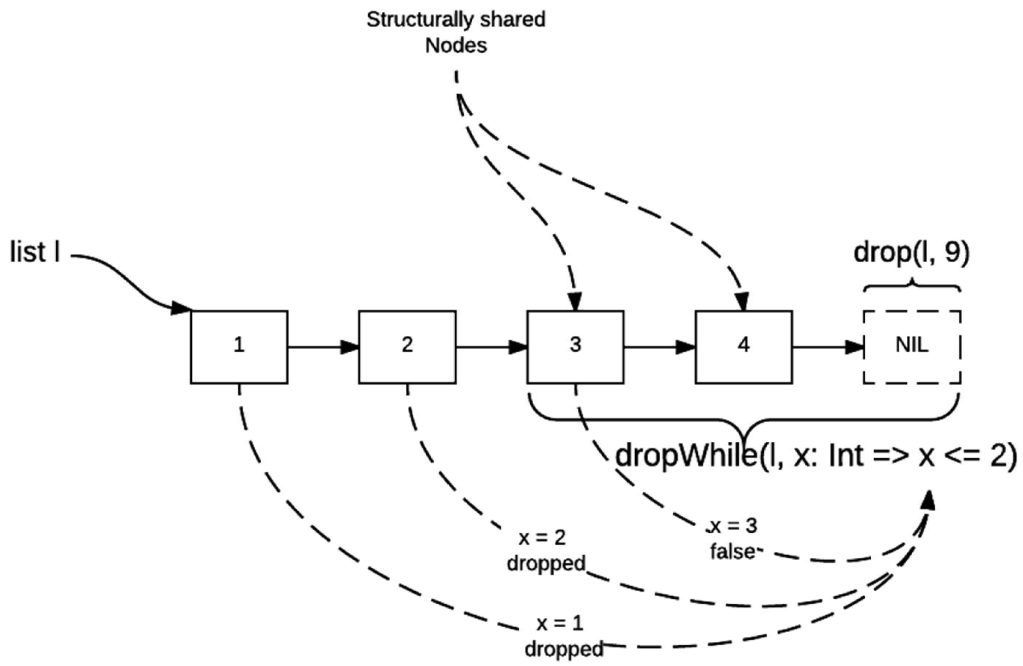 Structurally shared
Nodes
list l
drop(l, 9)
1
2
3
4
NIL
dropWhile(l, x: Int => x <= 2)
x = 3
false
x = 2
dropped
x = 1
dropped